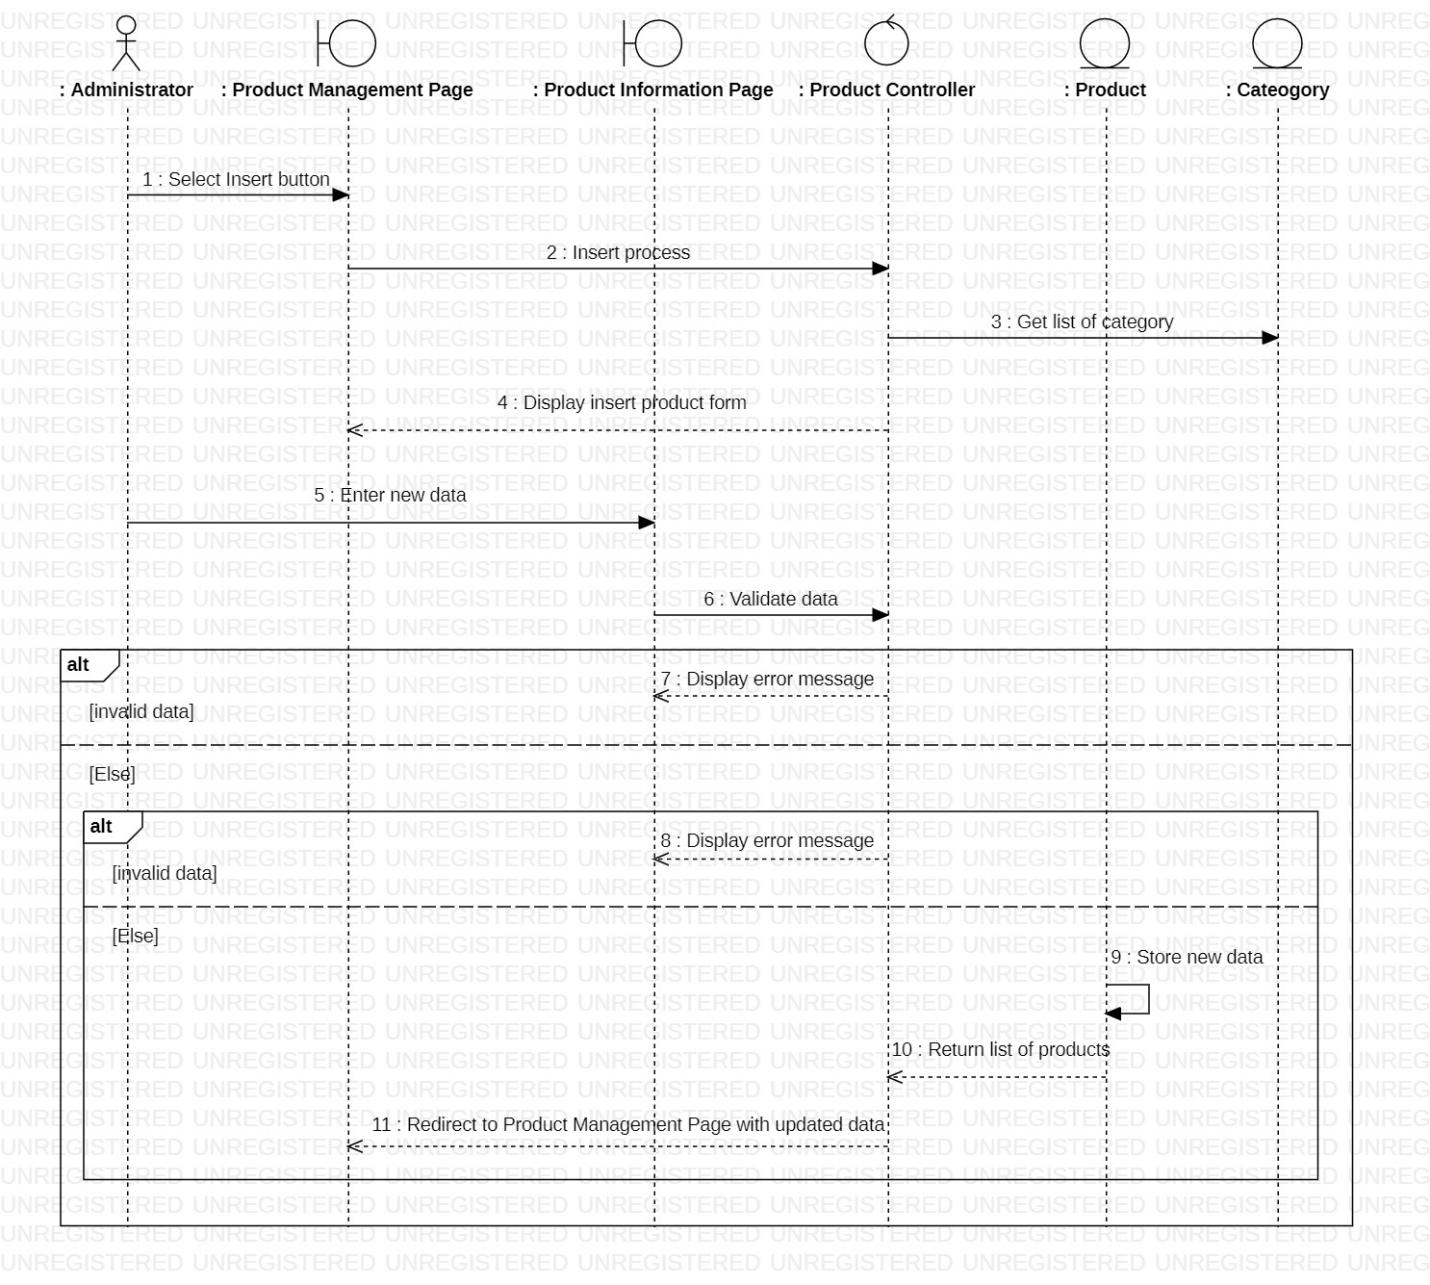 : Administrator
: Product Management Page
: Product Information Page
: Product Controller
: Product
: Cateogory
1 : Select Insert button
2 : Insert process
3 : Get list of category
4 : Display insert product form
5 : Enter new data
6 : Validate data
alt
7 : Display error message
[invalid data]
[Else]
alt
8 : Display error message
[invalid data]
[Else]
9 : Store new data
10 : Return list of products
11 : Redirect to Product Management Page with updated data
UNREGISTERED